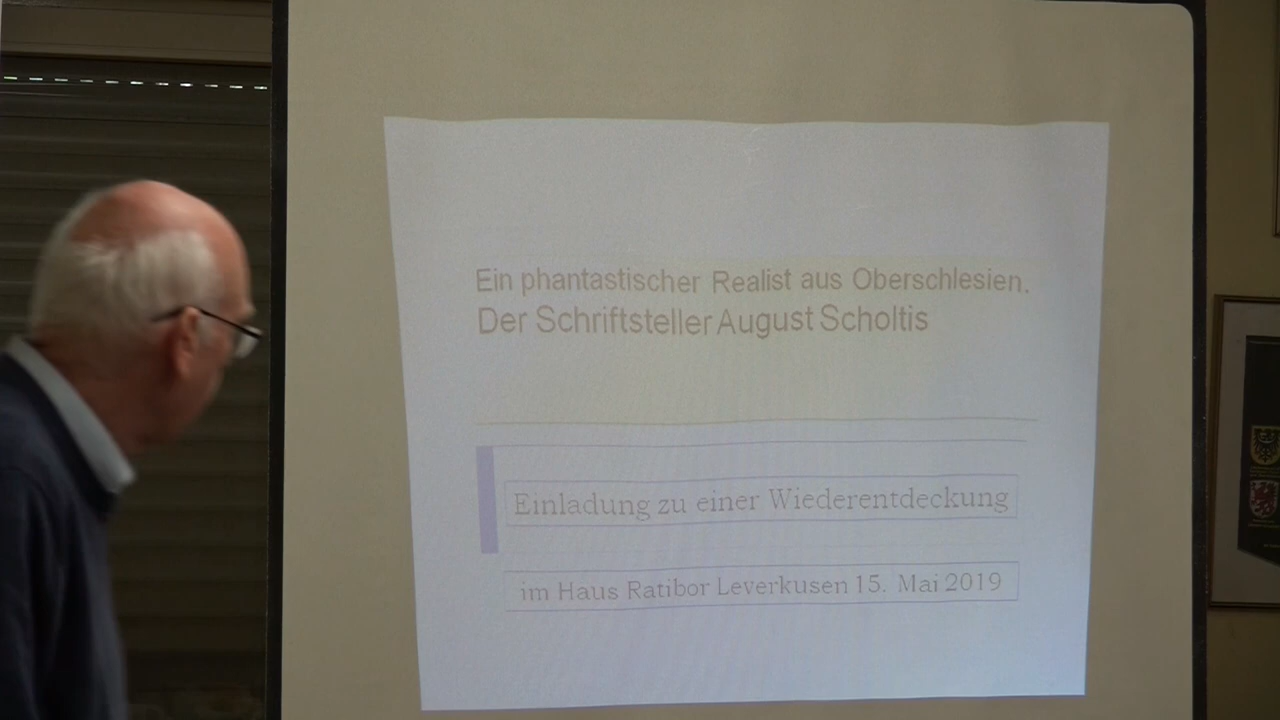 Ein phantastischer Realist aus Oberschlesien.
Der Schriftsteller August Scholtis
Einladung zu einer Wiederentdeckung
im Haus Ratibor Leverkusen 15. Mai 2019